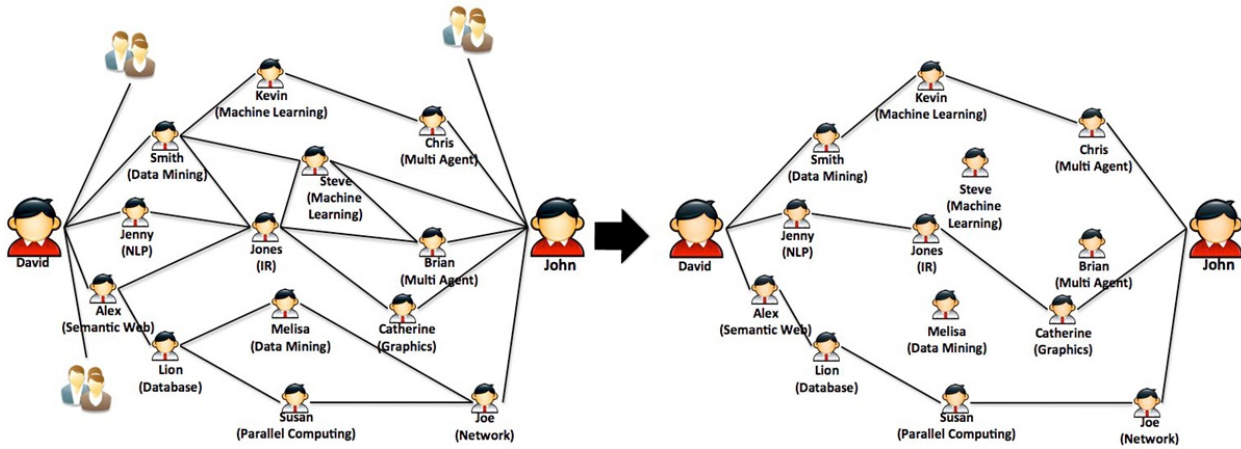 Kevin
(Machine Learning)
Chris
(Multi Agent)
Smith
(Data Mining)
Steve
(Machine
Learning)
David
Jenny
(NLP)
Jones
(IR)
Brian
(Multi Agent)
John
Alex
(Semantic Web)
Melisa
(Data Mining)
Catherine
(Graphics)
Lion
(Database)
Susan
(Parallel Computing)
Joe
(Network)
Kevin
(Machine Learning)
Chris
(Multi Agent)
Smith
(Data Mining)
Steve
(Machine
Learning)
David
Jenny
(NLP)
Jones
(IR)
Brian
(Multi Agent)
John
Alex
(Semantic Web)
Melisa
(Data Mining)
Catherine
(Graphics)
Lion
(Database)
Susan
(Parallel Computing)
Joe
(Network)